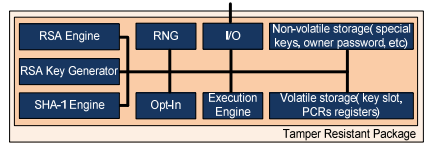 RSA Engine
RNG
I/O
Non-volatile storage( special
keys, owner password, etc)
RSA Key Generator
SHA-1 Engine
Opt-In
Execution
Engine
Volatile storage( key slot,
PCRs registers)
Tamper Resistant Package